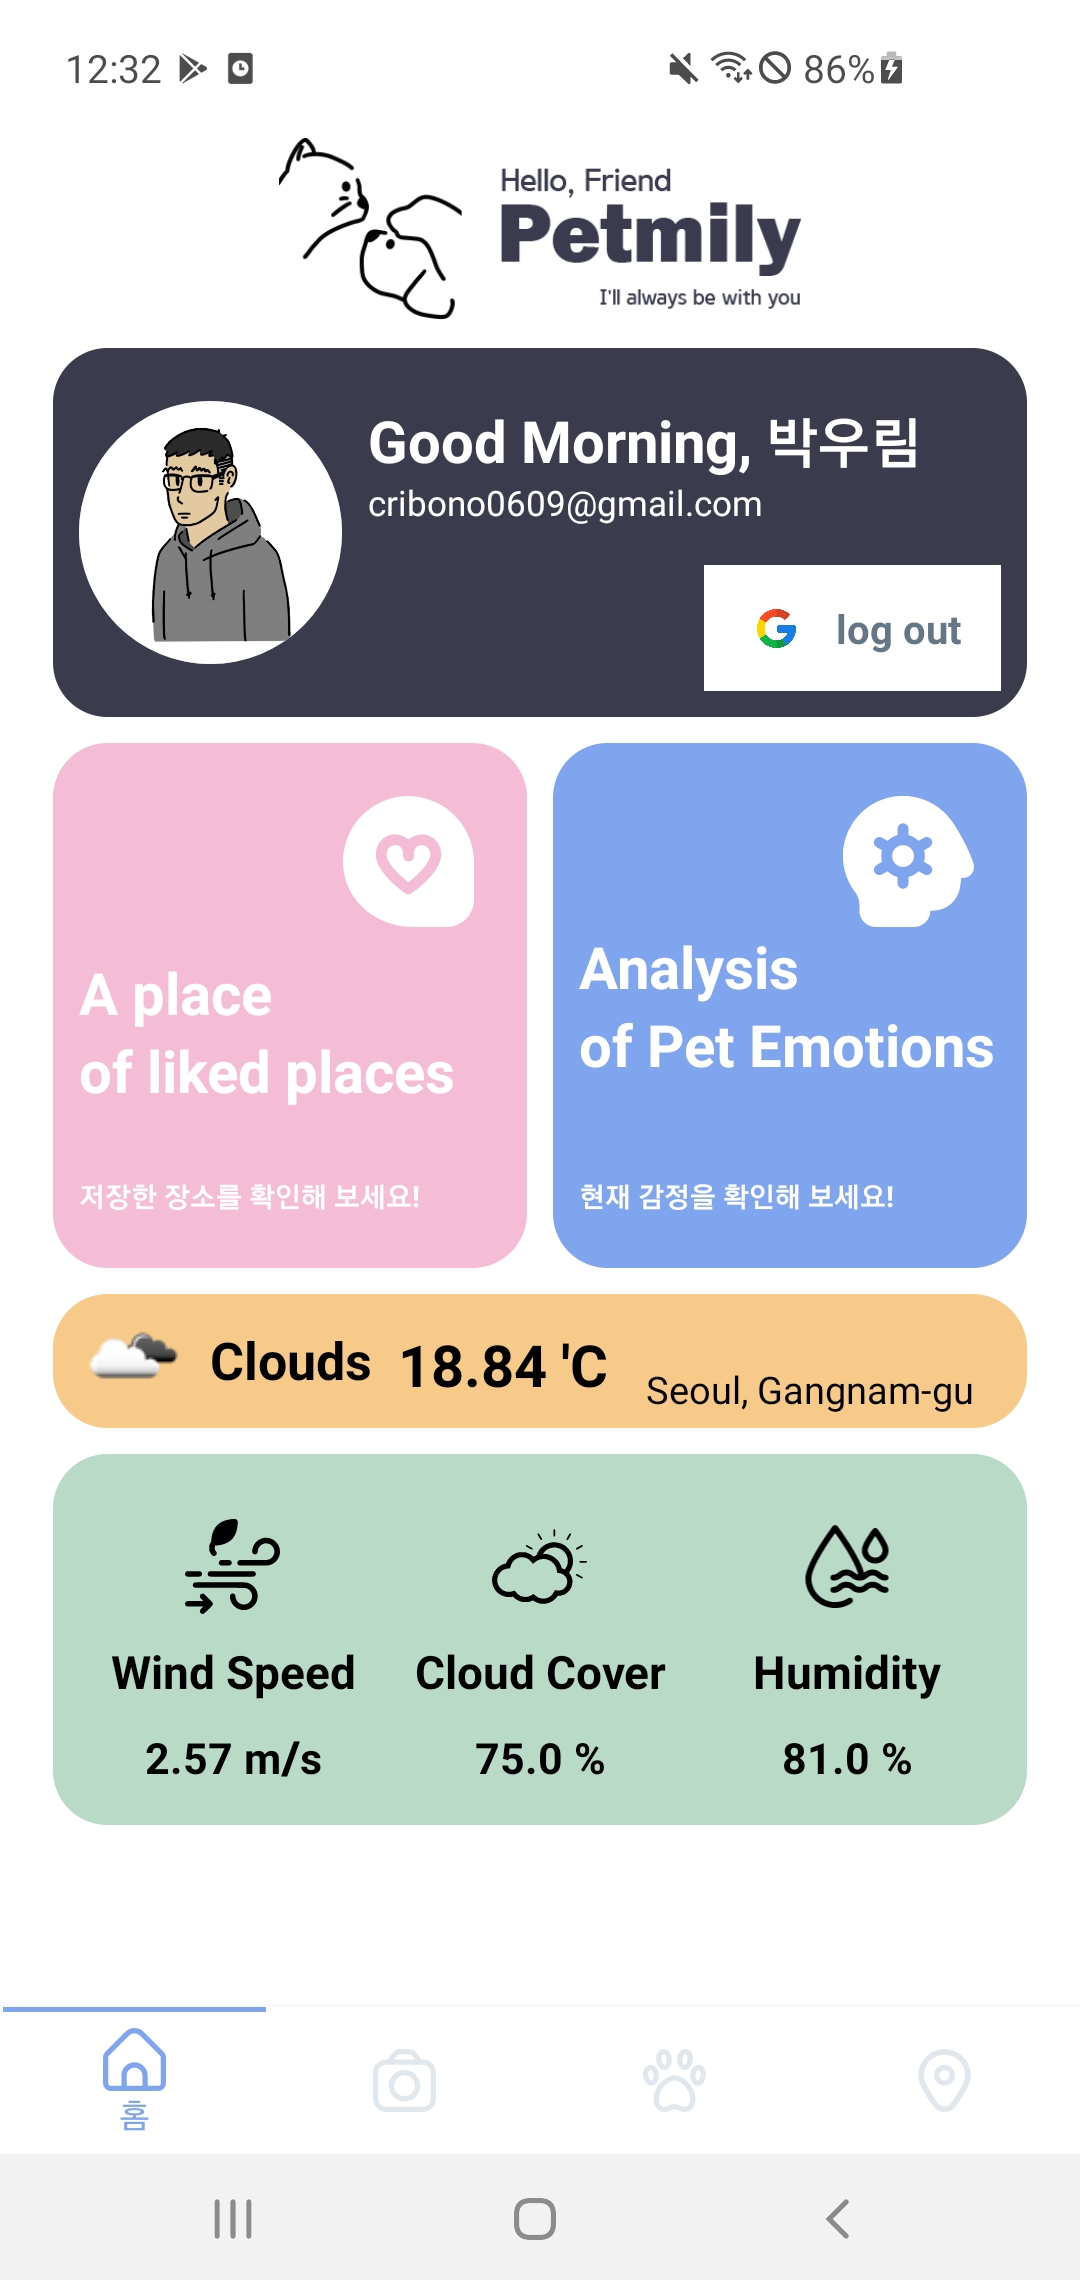 12:32
86%
Hello, Friend
Petmily
I'll always be with you
Good Morning, 박우림
cribono0609@gmail.com
log out
A place
of liked places
저장한 장소를 확인해 보세요!
Analysis
of Pet Emotions
현재 감정을 확인해 보세요!
Clouds 18.84 'C Seoul, Gangnam-gu
Wind Speed Cloud Cover Humidity
2.57 m/s 75.0 % 81.0 %
홈